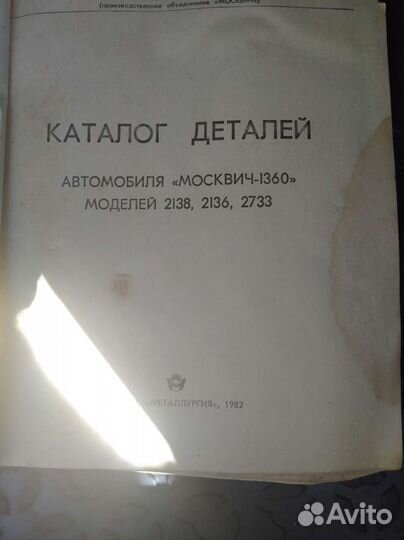 (производственное объединение «МОСКВИЧ»)
КАТАЛОГ ДЕТАЛЕЙ
АВТОМОБИЛЯ «МОСКВИЧ-1360»
МОДЕЛЕЙ 2138, 2136, 2733
«МЕТАЛЛУРГИЯ», 1982
Avito